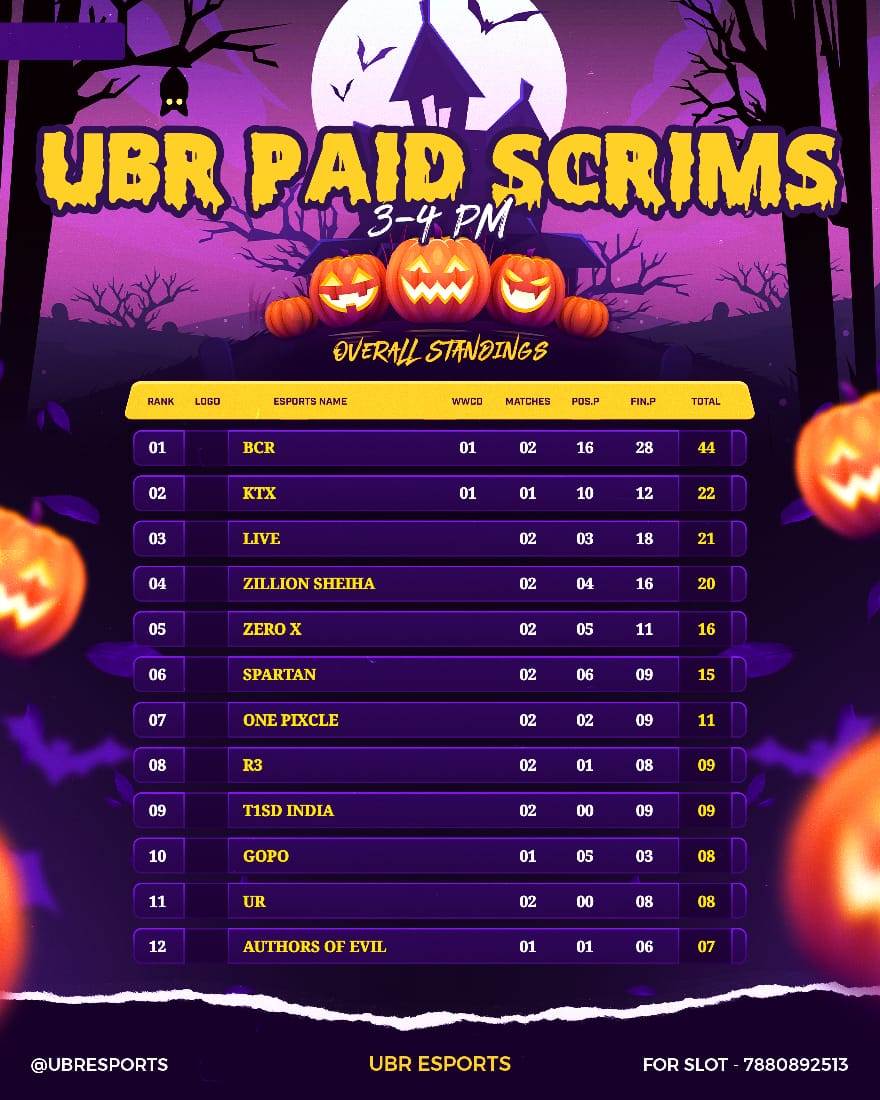 UBR PAID SCRIMS
3-4 PM
OVERALL STANDINGS
RANK LOGO ESPORTS NAME WWCD MATCHES POS.P FIN.P TOTAL
01 BCR 01 02 16 28 44
02 KTX 01 01 10 12 22
03 LIVE 02 03 18 21
04 ZILLION SHEIHA 02 04 16 20
05 ZERO X 02 05 11 16
06 SPARTAN 02 06 09 15
07 ONE PIXCLE 02 02 09 11
08 R3 02 01 08 09
09 T1SD INDIA 02 00 09 09
10 GOPO 01 05 03 08
11 UR 02 00 08 08
12 AUTHORS OF EVIL 01 01 06 07
@UBRESPORTS UBR ESPORTS FOR SLOT - 7880892513